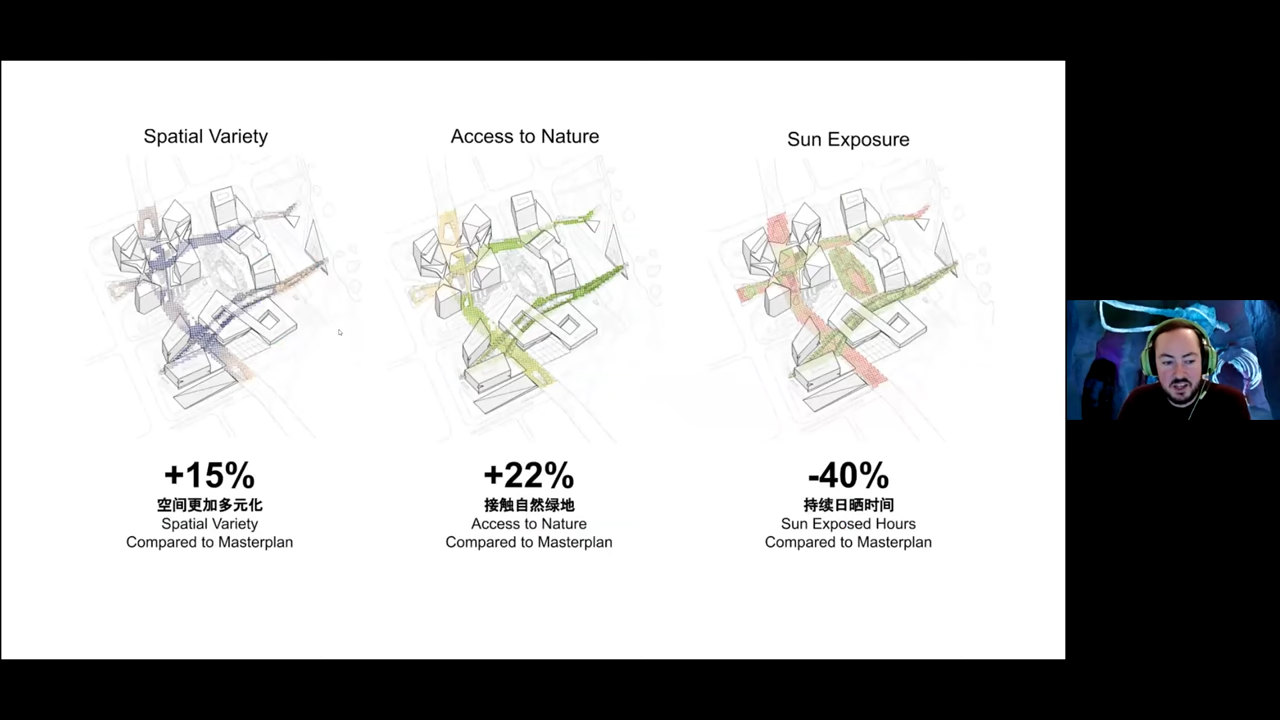 Spatial Variety
Access to Nature
Sun Exposure
+15%
空间更加多元化
Spatial Variety
Compared to Masterplan
+22%
接触自然绿地
Access to Nature
Compared to Masterplan
-40%
持续日晒时间
Sun Exposed Hours
Compared to Masterplan